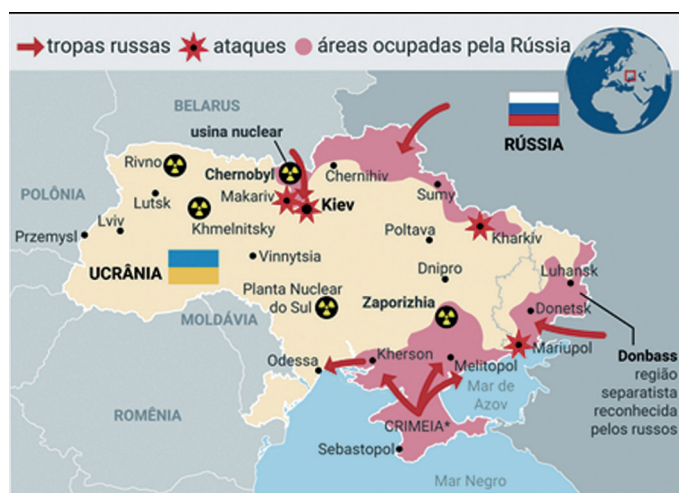 tropas russas ataques áreas ocupadas pela Rússia
BELARUS
usina nuclear
RÚSSIA
Rivno
Chernobyl
Chernihiv
POLÔNIA
Lutsk
Makariv
Kiev
Sumy
Lviv
Khmelnitsky
Przemysl
Poltava
Kharkiv
Vinnytsia
UCRÂNIA
Dnipro
Luhansk
Planta Nuclear
do Sul
Zaporizhia
Donetsk
MOLDÁVIA
Mariupol
Donbass
região
separatista
reconhecida
pelos russos
Odessa
Kherson
Melitopol
Mar de
Azov
ROMÊNIA
CRIMEIA*
Sebastopol
Mar Negro